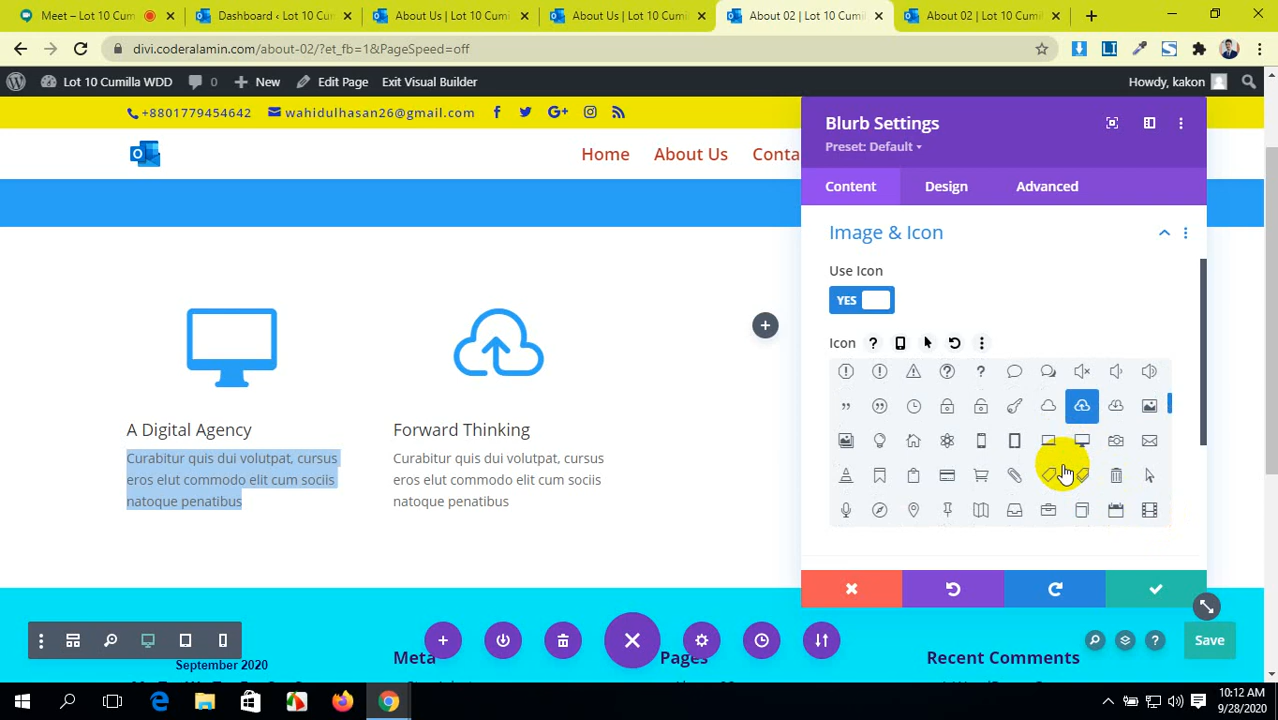 Meet – Lot 10 Cumi
Dashboard ‹ Lot 10 Cumill
About Us | Lot 10 Cumilla
About Us | Lot 10 Cumilla
About 02 | Lot 10 Cumilla
About 02 | Lot 10 Cumilla
divi.coderalamin.com/about-02/?et_fb=1&PageSpeed=off
Lot 10 Cumilla WDD
0
New
Edit Page
Exit Visual Builder
Howdy, kakon
+8801779454642
wahidulhasan26@gmail.com
Home
About Us
Conta
Blurb Settings
Preset: Default
Content
Design
Advanced
Image & Icon
Use Icon
YES
Icon
A Digital Agency
Curabitur quis dui volutpat, cursus
eros elut commodo elit cum sociis
natoque penatibus
Forward Thinking
Curabitur quis dui volutpat, cursus
eros elut commodo elit cum sociis
natoque penatibus
Save
September 2020
Meta
Pages
Recent Comments
10:12 AM
9/28/2020